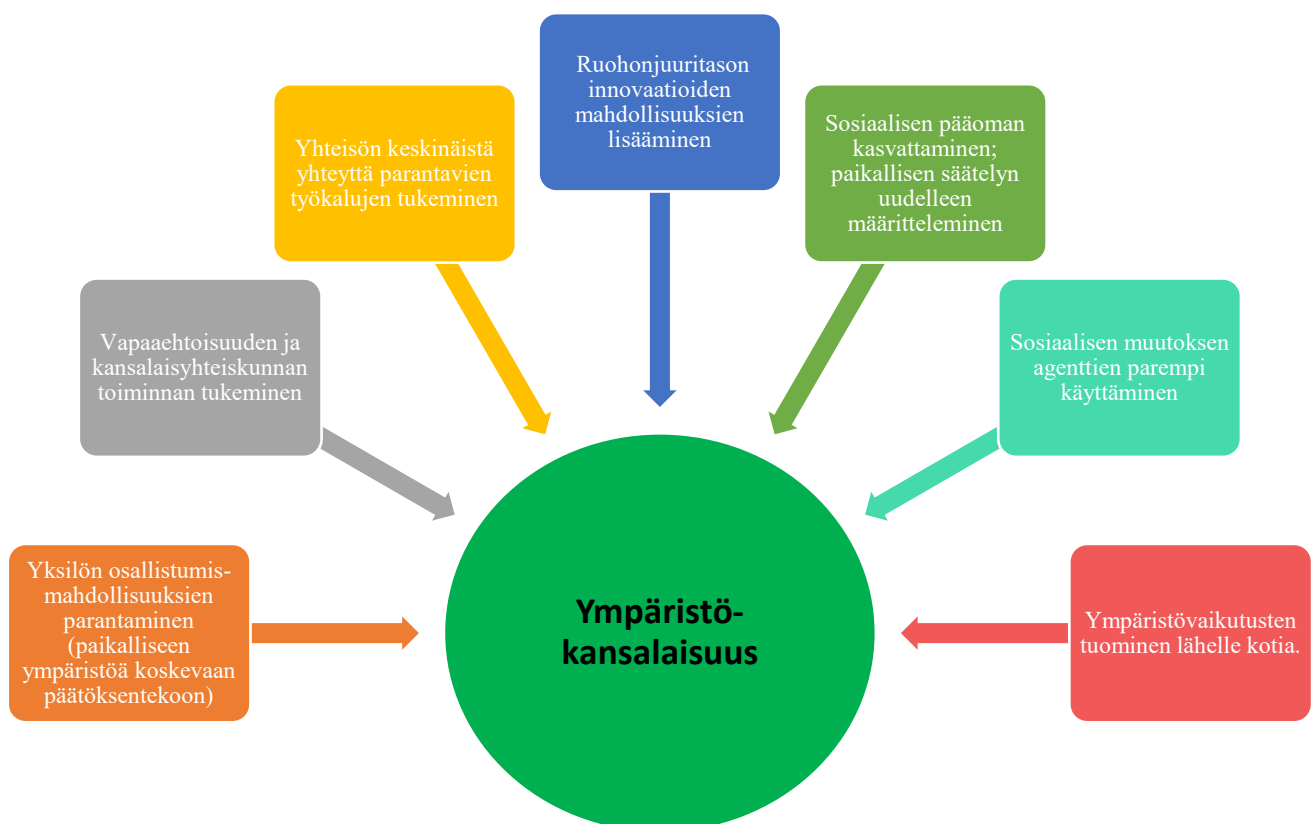 Ruohonjuuritason
innovaatioiden
mahdollisuuksien
lisääminen
Yhteisön keskinäistä
yhteyttä parantavien
työkalujen tukeminen
Sosiaalisen pääoman
kasvattaminen;
paikallisen säätelyn
uudelleen
määritteleminen
Vapaaehtoisuuden ja
kansalaisyhteiskunnan
toiminnan tukeminen
Sosiaalisen muutoksen
agenttien parempi
käyttäminen
Yksilön osallistumis-
mahdollisuuksien
parantaminen
(paikalliseen
ympäristöä koskevaan
päätöksentekoon)
Ympäristö-
kansalaisuus
Ympäristövaikutusten
tuominen lähelle kotia.